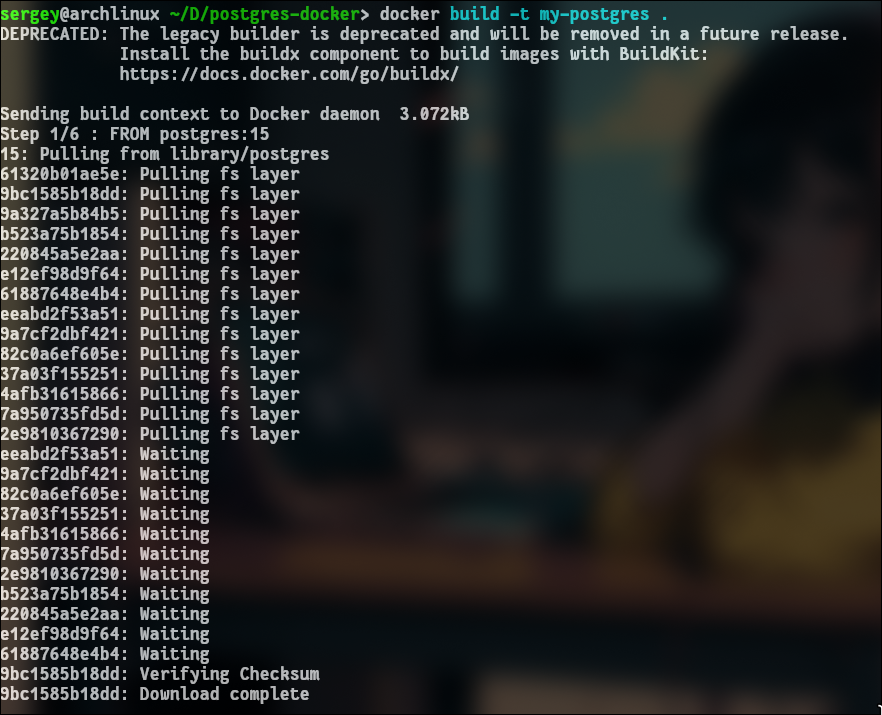 sergey@archlinux ~/D/postgres-docker> docker build -t my-postgres .
DEPRECATED: The legacy builder is deprecated and will be removed in a future release.
            Install the buildx component to build images with BuildKit:
            https://docs.docker.com/go/buildx/

Sending build context to Docker daemon  3.072kB
Step 1/6 : FROM postgres:15
15: Pulling from library/postgres
61320b01ae5e: Pulling fs layer
9bc1585b18dd: Pulling fs layer
9a327a5b84b5: Pulling fs layer
b523a75b1854: Pulling fs layer
220845a5e2aa: Pulling fs layer
e12ef98d9f64: Pulling fs layer
61887648e4b4: Pulling fs layer
eeabd2f53a51: Pulling fs layer
9a7cf2dbf421: Pulling fs layer
82c0a6ef605e: Pulling fs layer
37a03f155251: Pulling fs layer
4afb31615866: Pulling fs layer
7a950735fd5d: Pulling fs layer
2e9810367290: Pulling fs layer
eeabd2f53a51: Waiting
9a7cf2dbf421: Waiting
82c0a6ef605e: Waiting
37a03f155251: Waiting
4afb31615866: Waiting
7a950735fd5d: Waiting
2e9810367290: Waiting
b523a75b1854: Waiting
220845a5e2aa: Waiting
e12ef98d9f64: Waiting
61887648e4b4: Waiting
9bc1585b18dd: Verifying Checksum
9bc1585b18dd: Download complete